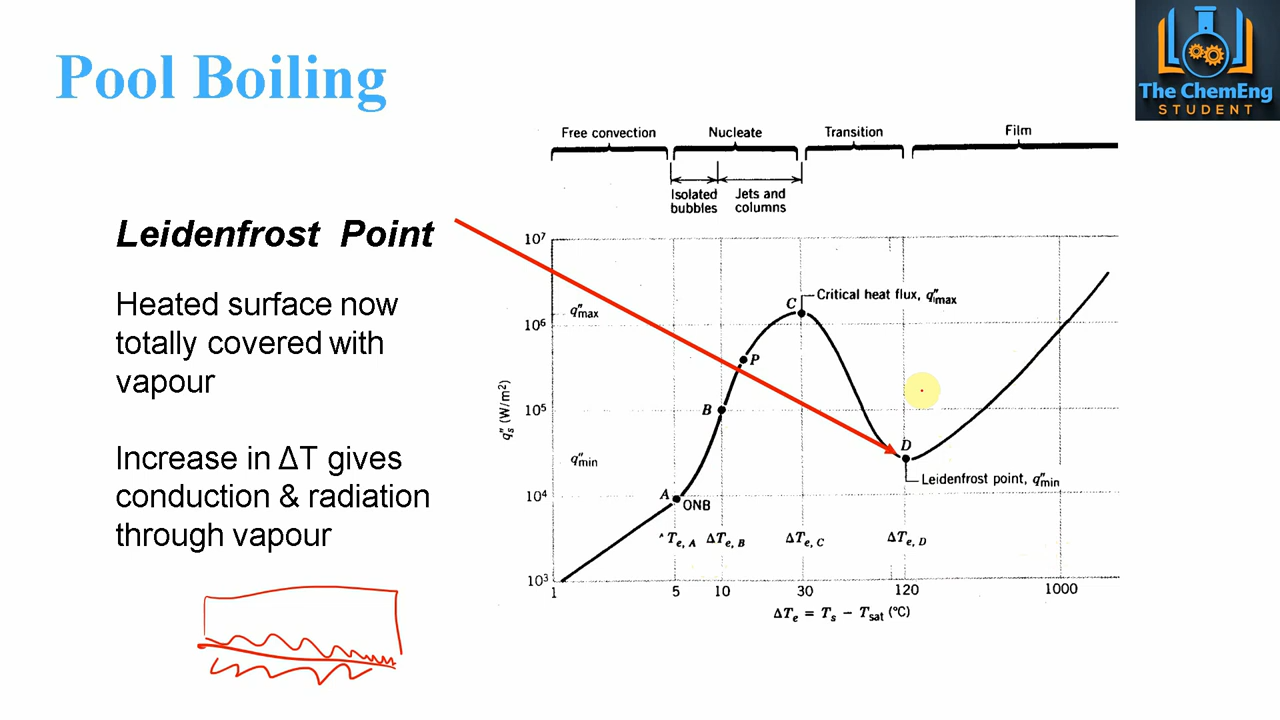 Pool Boiling
The ChemEng
STUDENT
Leidenfrost Point
Heated surface now
totally covered with
vapour
Increase in ΔT gives
conduction & radiation
through vapour
Free convection Nucleate Transition Film
Isolated bubbles
Jets and columns
10⁷
q″max
C Critical heat flux, q″max
10⁶
P
q″s (W/m²)
10⁵ B
q″min
D
Leidenfrost point, q″min
10⁴ A ONB
Te, A ΔTe, B ΔTe, C ΔTe, D
10³
1 5 10 30 120 1000
ΔTe = Ts − Tsat (°C)